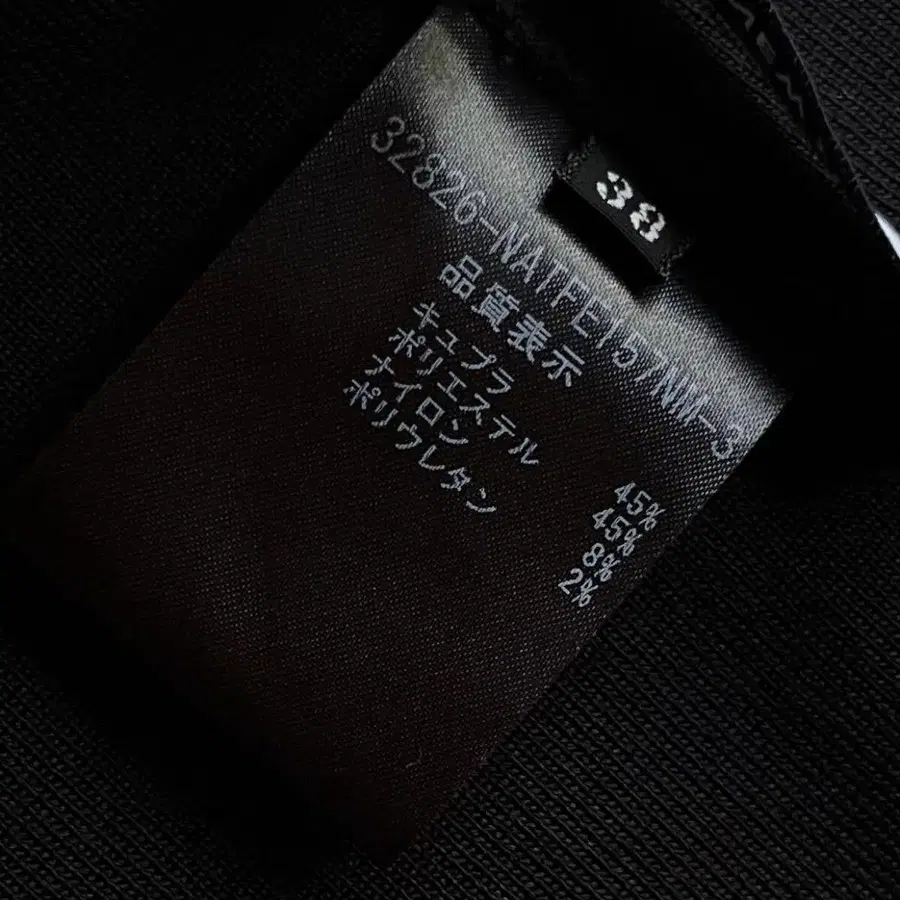 38
32826-NATPE157NM-3
品質表示
キュプラ 45%
ポリエステル 45%
ナイロン 8%
ポリウレタン 2%